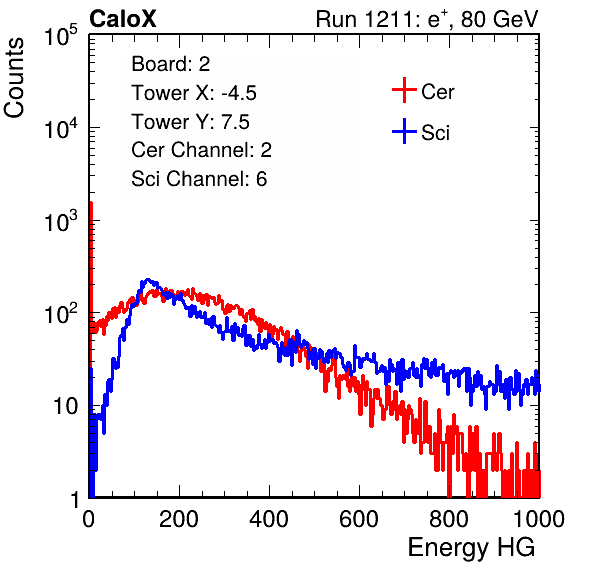 CaloX Run 1211: e⁺, 80 GeV
Counts
10⁵
10⁴
10³
10²
10
1
Board: 2
Tower X: -4.5
Tower Y: 7.5
Cer Channel: 2
Sci Channel: 6
Cer
Sci
0 200 400 600 800 1000
Energy HG